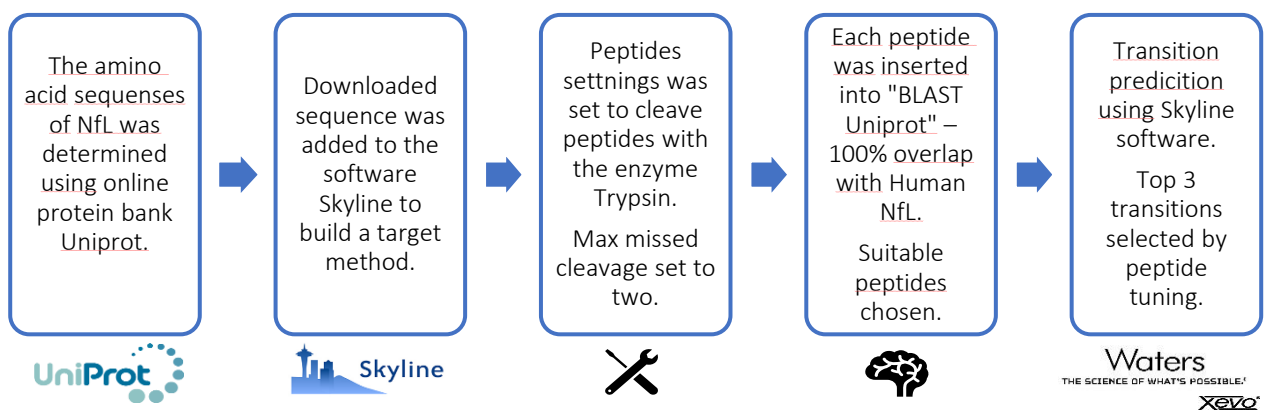 The amino
acid sequenses
of NfL was
determined
using online
protein bank
Uniprot.
Downloaded
sequence was
added to the
software
Skyline to
build a target
method.
Peptides
settnings was
set to cleave
peptides with
the enzyme
Trypsin.
Max missed
cleavage set to
two.
Each peptide
was inserted
into "BLAST
Uniprot" –
100% overlap
with Human
NfL.
Suitable
peptides
chosen.
Transition
predicition
using Skyline
software.
Top 3
transitions
selected by
peptide
tuning.
UniProt
Skyline
Waters
THE SCIENCE OF WHAT'S POSSIBLE.
Xevo